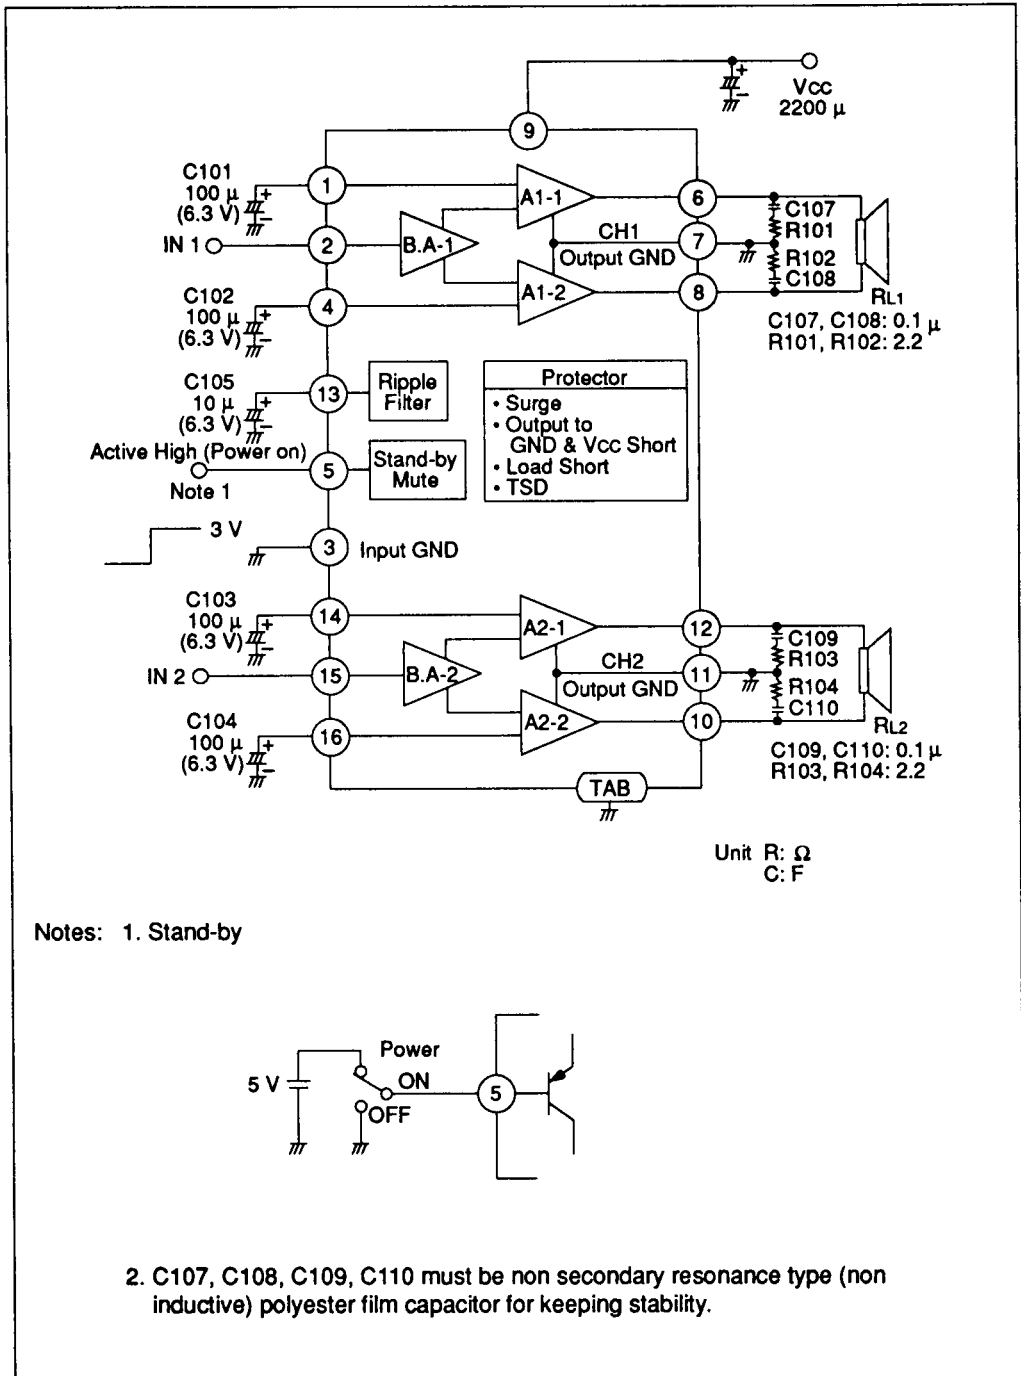 Vcc
2200 μ
9
C101
100 μ
(6.3 V)
+
−
1
A1-1
6
C107
R101
IN 1
2
B.A-1
CH1
Output GND
7
R102
C108
C102
100 μ
(6.3 V)
+
−
4
A1-2
8
RL1
C107, C108: 0.1 μ
R101, R102: 2.2
C105
10 μ
(6.3 V)
+
−
13
Ripple
Filter
Protector
• Surge
• Output to
GND & Vcc Short
• Load Short
• TSD
Active High (Power on)
Note 1
5
Stand-by
Mute
3 V
3
Input GND
C103
100 μ
(6.3 V)
+
−
14
A2-1
12
C109
R103
IN 2
15
B.A-2
CH2
Output GND
11
R104
C110
C104
100 μ
(6.3 V)
+
−
16
A2-2
10
RL2
C109, C110: 0.1 μ
R103, R104: 2.2
TAB
Unit R: Ω
C: F
Notes: 1. Stand-by
Power
5 V
ON
OFF
5
2. C107, C108, C109, C110 must be non secondary resonance type (non
inductive) polyester film capacitor for keeping stability.